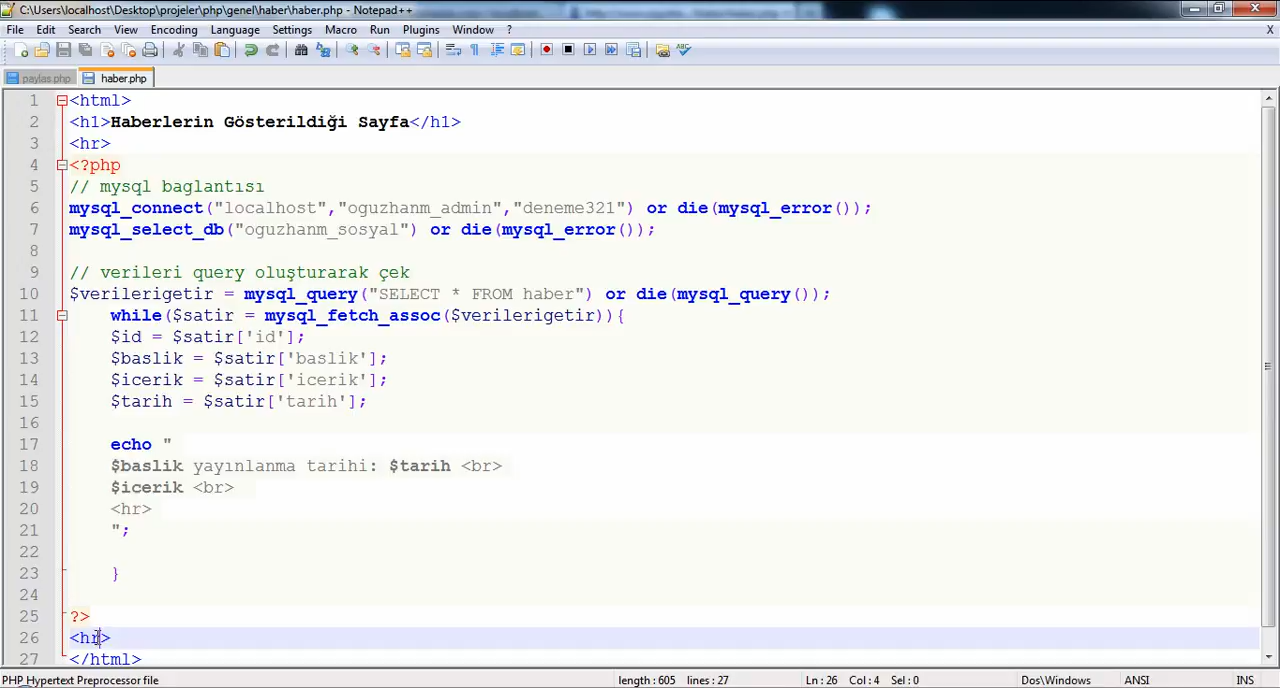 C:\Users\localhost\Desktop\projeler\php\genel\haber\haber.php - Notepad++
File Edit Search View Encoding Language Settings Macro Run Plugins Window ? X
paylas.php haber.php
1 <html>
2 <h1>Haberlerin Gösterildiği Sayfa</h1>
3 <hr>
4 <?php
5 // mysql baglantısı
6 mysql_connect("localhost","oguzhanm_admin","deneme321") or die(mysql_error());
7 mysql_select_db("oguzhanm_sosyal") or die(mysql_error());
8
9 // verileri query oluşturarak çek
10 $verilerigetir = mysql_query("SELECT * FROM haber") or die(mysql_query());
11 while($satir = mysql_fetch_assoc($verilerigetir)){
12 $id = $satir['id'];
13 $baslik = $satir['baslik'];
14 $icerik = $satir['icerik'];
15 $tarih = $satir['tarih'];
16
17 echo "
18 $baslik yayınlanma tarihi: $tarih <br>
19 $icerik <br>
20 <hr>
21 ";
22
23 }
24
25 ?>
26 <hr>
27 </html>
PHP Hypertext Preprocessor file length : 605 lines : 27 Ln : 26 Col : 4 Sel : 0 Dos\Windows ANSI INS